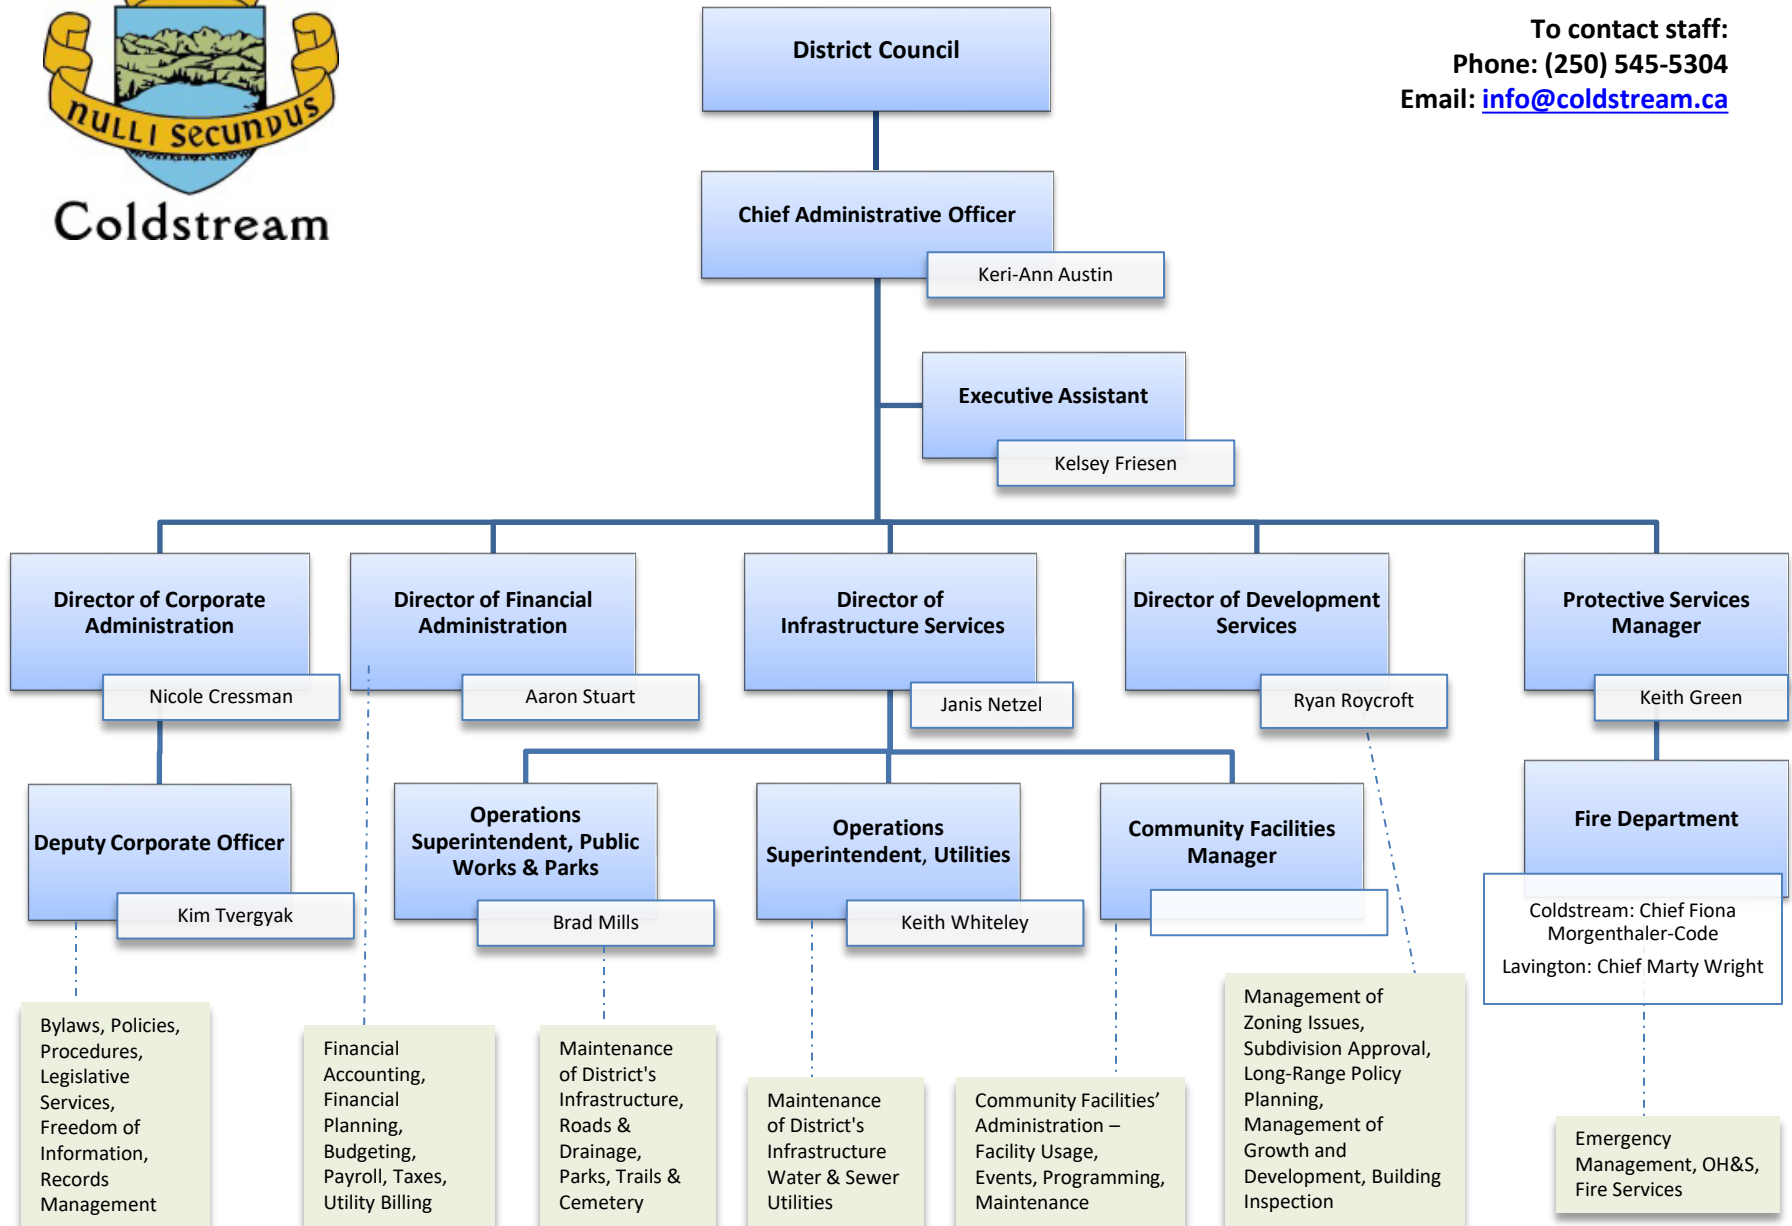 NULLI SECUNDUS
Coldstream
To contact staff:
Phone: (250) 545-5304
Email: info@coldstream.ca
District Council
Chief Administrative Officer
Keri-Ann Austin
Executive Assistant
Kelsey Friesen
Director of Corporate
Administration
Nicole Cressman
Director of Financial
Administration
Aaron Stuart
Director of
Infrastructure Services
Janis Netzel
Director of Development
Services
Ryan Roycroft
Protective Services
Manager
Keith Green
Deputy Corporate Officer
Kim Tvergyak
Operations
Superintendent, Public
Works & Parks
Brad Mills
Operations
Superintendent, Utilities
Keith Whiteley
Community Facilities
Manager
Fire Department
Coldstream: Chief Fiona
Morgenthaler-Code
Lavington: Chief Marty Wright
Bylaws, Policies,
Procedures,
Legislative
Services,
Freedom of
Information,
Records
Management
Financial
Accounting,
Financial
Planning,
Budgeting,
Payroll, Taxes,
Utility Billing
Maintenance
of District's
Infrastructure,
Roads &
Drainage,
Parks, Trails &
Cemetery
Maintenance
of District's
Infrastructure
Water & Sewer
Utilities
Community Facilities’
Administration –
Facility Usage,
Events, Programming,
Maintenance
Management of
Zoning Issues,
Subdivision Approval,
Long-Range Policy
Planning,
Management of
Growth and
Development, Building
Inspection
Emergency
Management, OH&S,
Fire Services